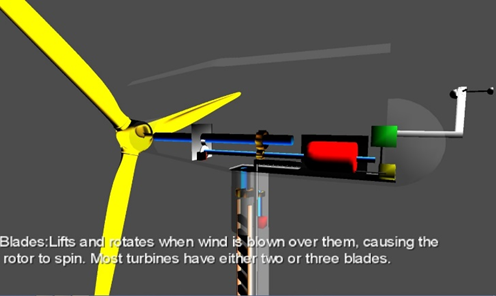 Blades:Lifts and rotates when wind is blown over them, causing the
rotor to spin. Most turbines have either two or three blades.